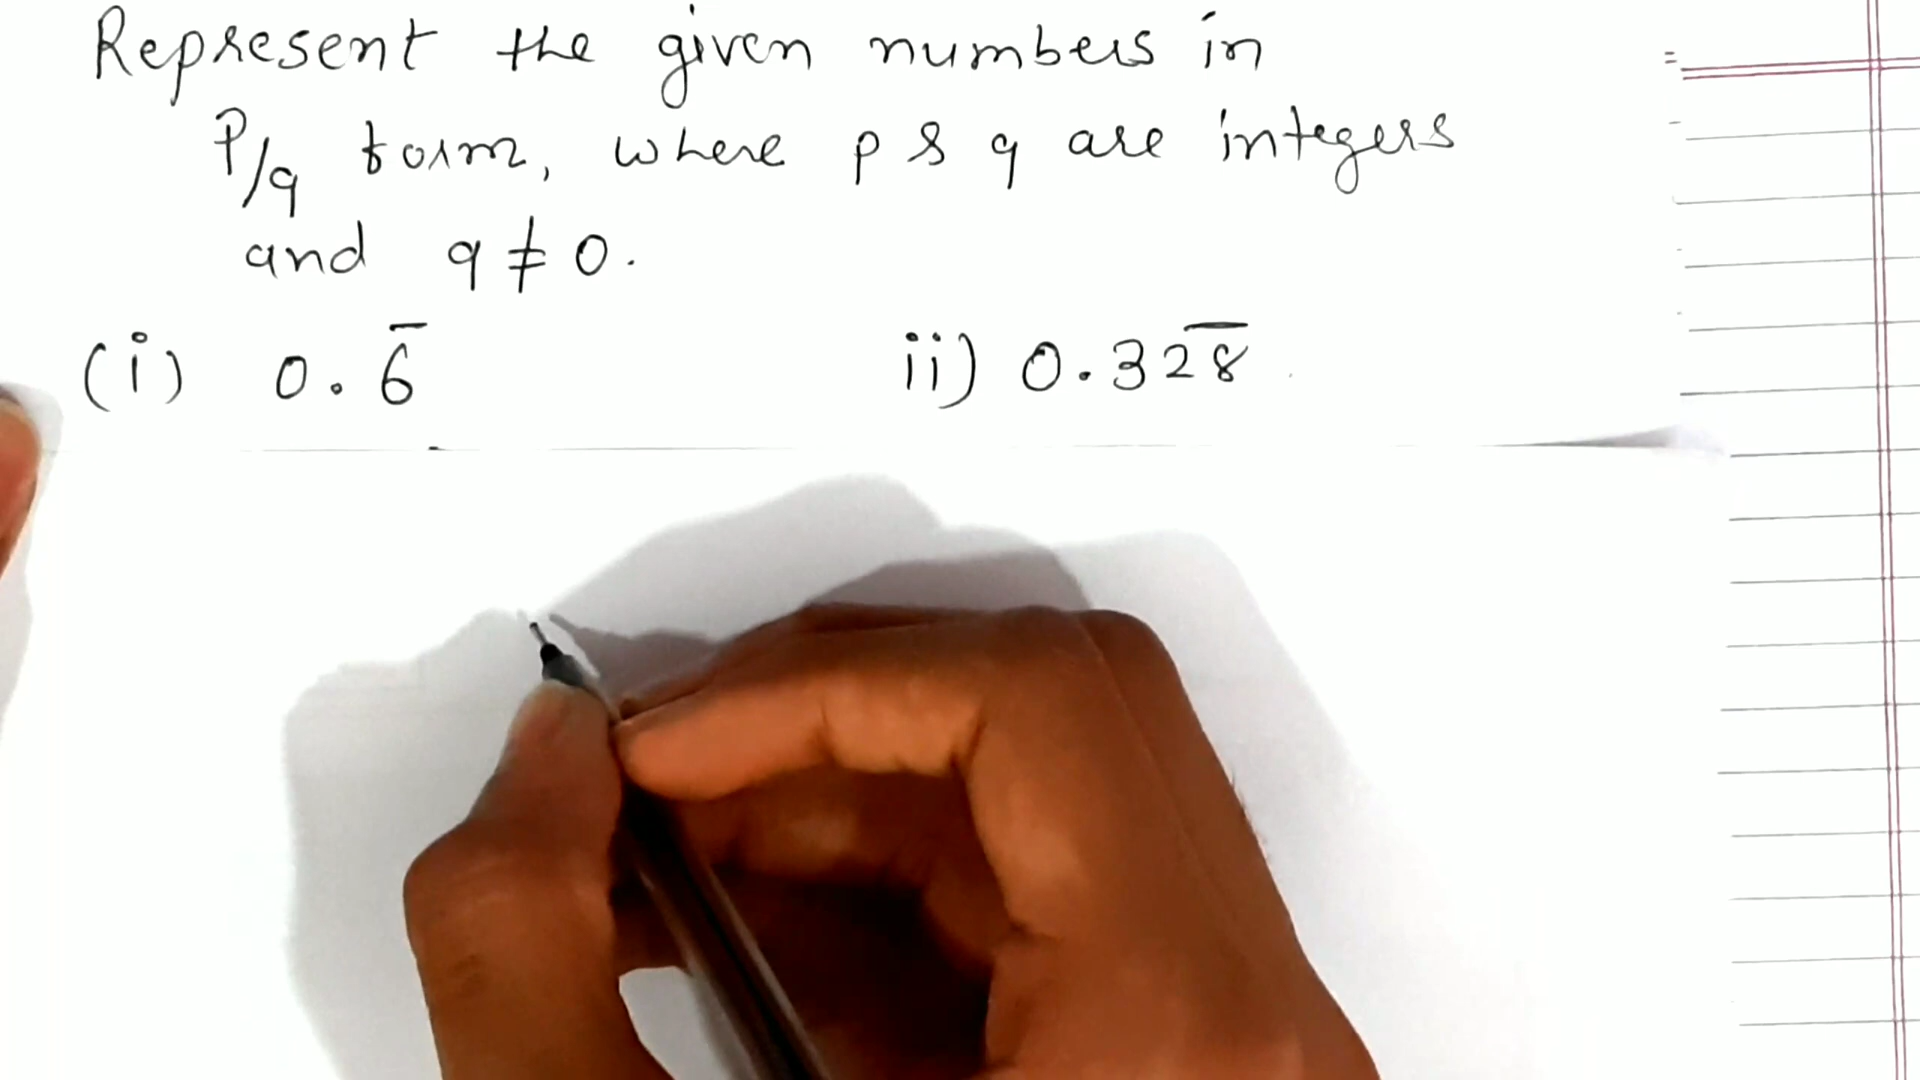 Represent the given numbers in
P/q form, where p & q are integers
and q ≠ 0.
(i) 0.6̅ ii) 0.32̅8̅